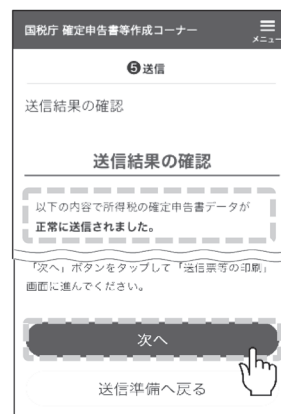 国税庁 確定申告書等作成コーナー
メニュー
❺送信
送信結果の確認
送信結果の確認
以下の内容で所得税の確定申告書データが
正常に送信されました。
「次へ」ボタンをタップして「送信票等の印刷」
画面に進んでください。
次へ
送信準備へ戻る